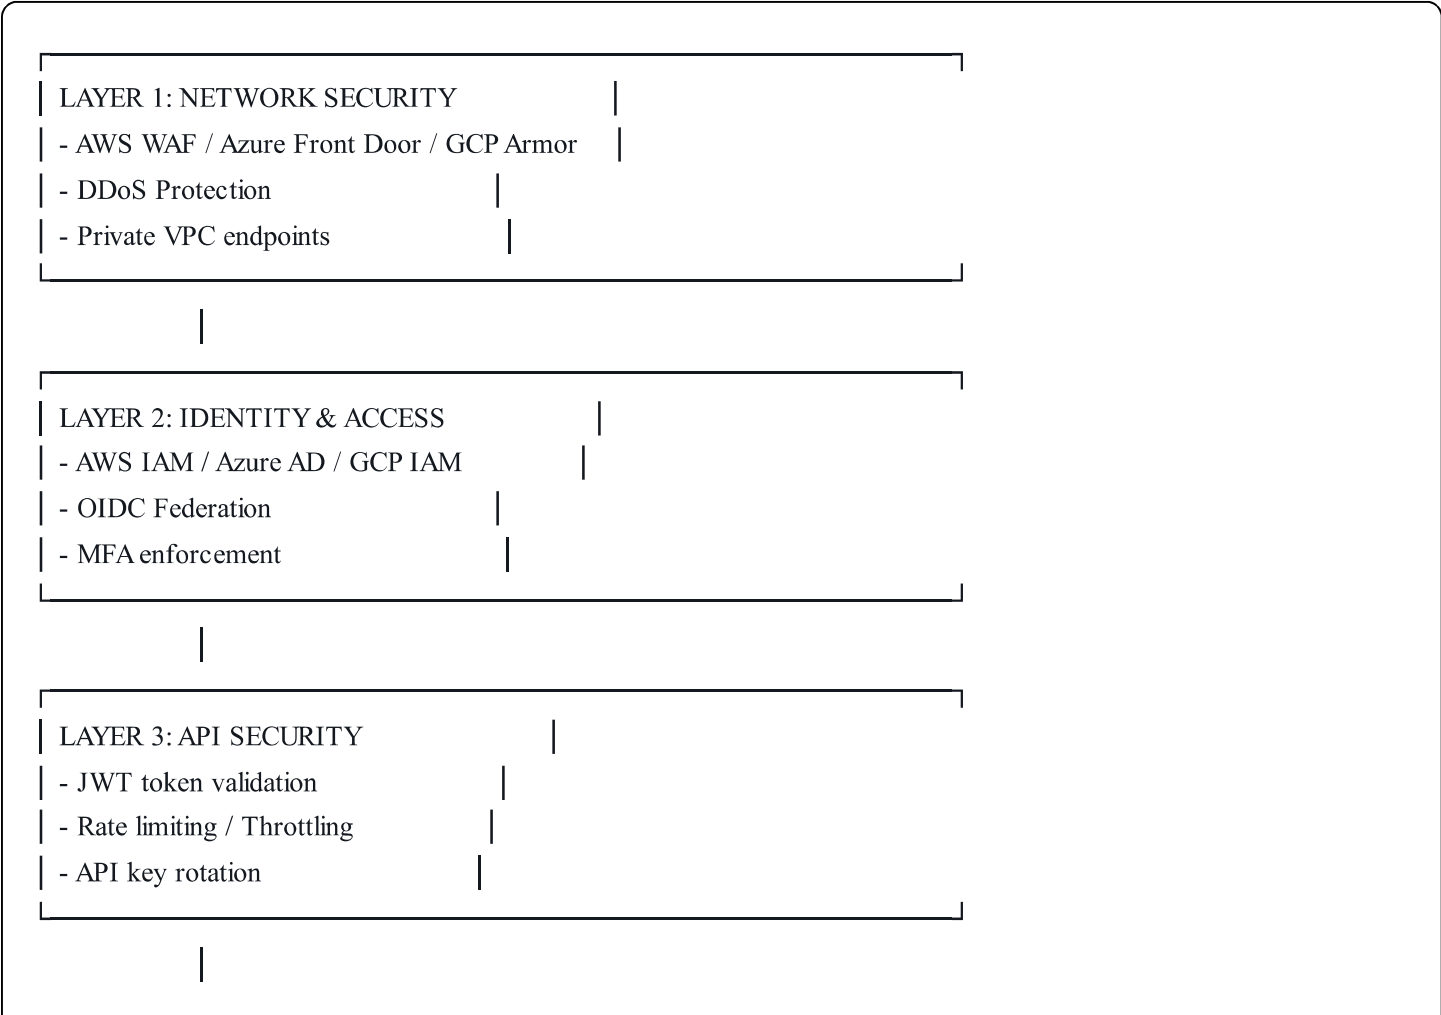 LAYER 1: NETWORK SECURITY
- AWS WAF / Azure Front Door / GCP Armor
- DDoS Protection
- Private VPC endpoints
LAYER 2: IDENTITY & ACCESS
- AWS IAM / Azure AD / GCP IAM
- OIDC Federation
- MFA enforcement
LAYER 3: API SECURITY
- JWT token validation
- Rate limiting / Throttling
- API key rotation